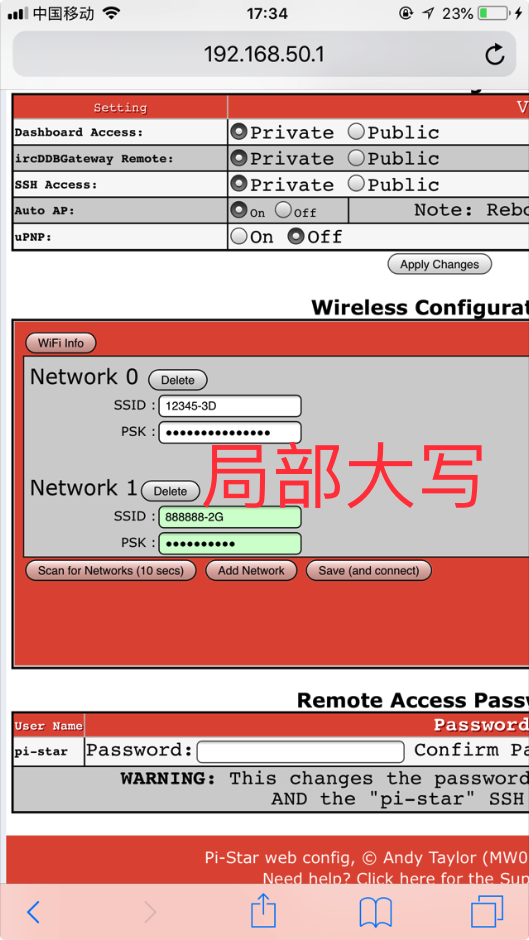 中国移动 17:34 23%
192.168.50.1
Setting
Dashboard Access: Private Public
ircDDBGateway Remote: Private Public
SSH Access: Private Public
Auto AP: On Off Note: Rebo
uPNP: On Off
Apply Changes
Wireless Configurat
WiFi Info
Network 0 Delete
SSID : 12345-3D
PSK : •••••••••••••••
局部大写
Network 1 Delete
SSID : 888888-2G
PSK : ••••••••••
Scan for Networks (10 secs) Add Network Save (and connect)
Remote Access Passw
User Name Password
pi-star Password: Confirm Pa
WARNING: This changes the password
AND the "pi-star" SSH
Pi-Star web config, © Andy Taylor (MW0
Need help? Click here for the Sup